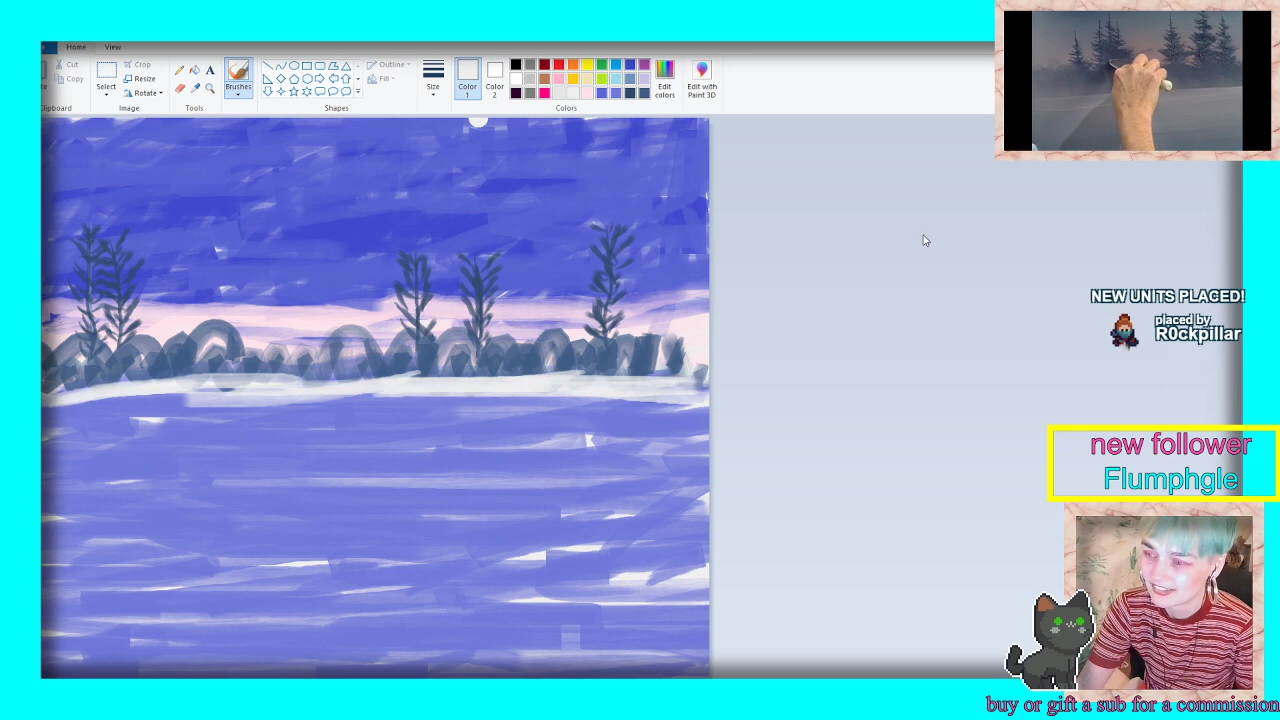 Home View
Cut
Copy
Select
Crop
Resize
Rotate
Image
A
Tools
Brushes
Shapes
Outline
Fill
Size
Color
1
Color
2
Colors
Edit
colors
Edit with
Paint 3D
NEW UNITS PLACED!
placed by
R0ckpillar
new follower
Flumphgle
buy or gift a sub for a commission